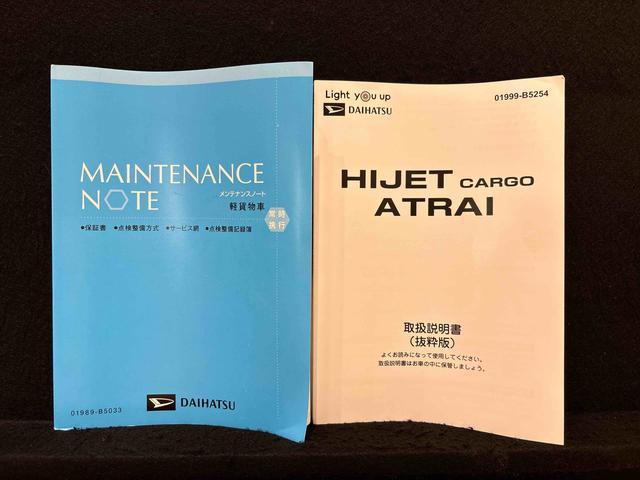 MAINTENANCE
NOTE
メンテナンスノート
軽貨物車
常時
携行
●保証書 ●点検整備方式 ●サービス網 ●点検整備記録簿
01989-B5033
DAIHATSU
Light you up
DAIHATSU
01999-B5254
HIJET CARGO
ATRAI
取扱説明書
（抜粋版）
よくお読みになって使用してください。
取扱説明書はお車の中に保管しましょう。